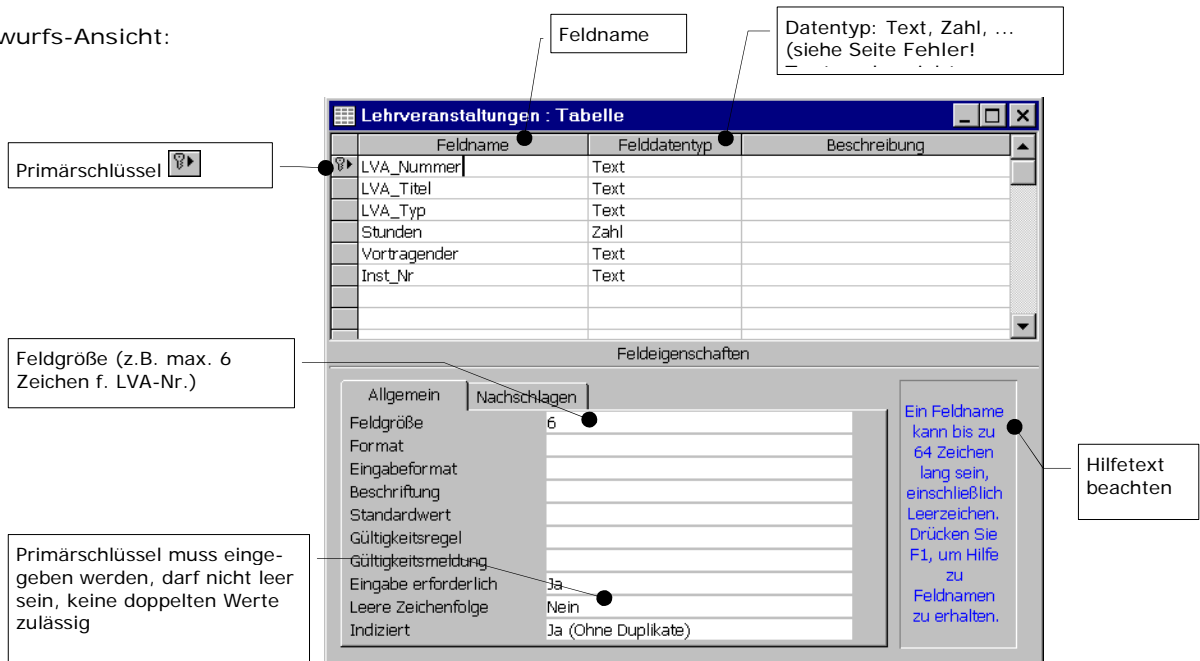 wurfs-Ansicht:
Feldname
Datentyp: Text, Zahl, ...
(siehe Seite Fehler!
Primärschlüssel
Lehrveranstaltungen : Tabelle
Feldname Felddatentyp Beschreibung
LVA_Nummer Text
LVA_Titel Text
LVA_Typ Text
Stunden Zahl
Vortragender Text
Inst_Nr Text
Feldgröße (z.B. max. 6
Zeichen f. LVA-Nr.)
Feldeigenschaften
Allgemein Nachschlagen
Feldgröße 6
Format
Eingabeformat
Beschriftung
Standardwert
Gültigkeitsregel
Gültigkeitsmeldung
Eingabe erforderlich Ja
Leere Zeichenfolge Nein
Indiziert Ja (Ohne Duplikate)
Ein Feldname
kann bis zu
64 Zeichen
lang sein,
einschließlich
Leerzeichen.
Drücken Sie
F1, um Hilfe
zu
Feldnamen
zu erhalten.
Hilfetext
beachten
Primärschlüssel muss einge-
geben werden, darf nicht leer
sein, keine doppelten Werte
zulässig